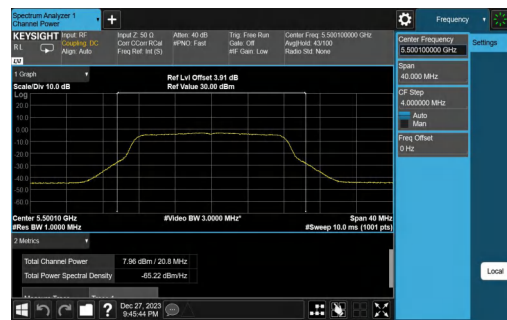 Spectrum Analyzer 1
Channel Power
Frequency
KEYSIGHT Input: RF
RL
Coupling: DC
Align: Auto
Input Z: 50 Ω
Corr CCorr RCal
Freq Ref: Int (S)
Atten: 40 dB
#PNO: Fast
Trig: Free Run
Gate: Off
#IF Gain: Low
Center Freq: 5.500100000 GHz
Avg|Hold: 43/100
Radio Std: None
Center Frequency
5.500100000 GHz
Settings
Span
40.000 MHz
CF Step
4.000000 MHz
Auto
Man
Freq Offset
0 Hz
Local
LV
1 Graph
Scale/Div 10.0 dB
Ref Lvl Offset 3.91 dB
Ref Value 30.00 dBm
Log
20.0
10.0
0.00
-10.0
-20.0
-30.0
-40.0
-50.0
-60.0
Center 5.50010 GHz
#Res BW 1.0000 MHz
#Video BW 3.0000 MHz*
Span 40 MHz
#Sweep 10.0 ms (1001 pts)
2 Metrics
Total Channel Power 7.96 dBm / 20.8 MHz
Total Power Spectral Density -65.22 dBm/Hz
Dec 27, 2023
9:45:44 PM